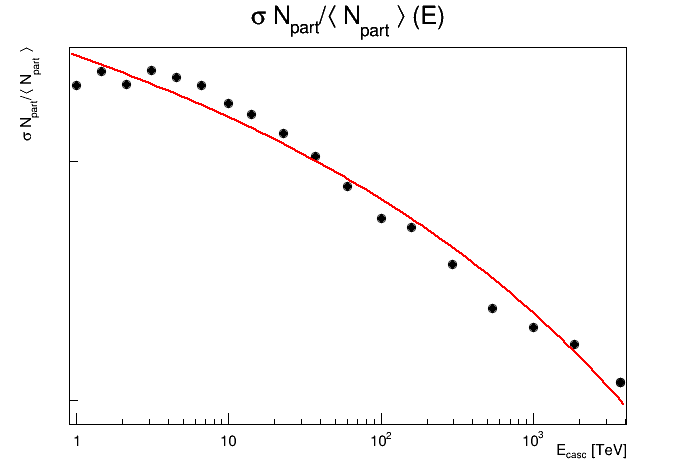 σ N_part/⟨ N_part ⟩ (E)
σ N_part/⟨ N_part ⟩
1 10 10² 10³
E_casc [TeV]